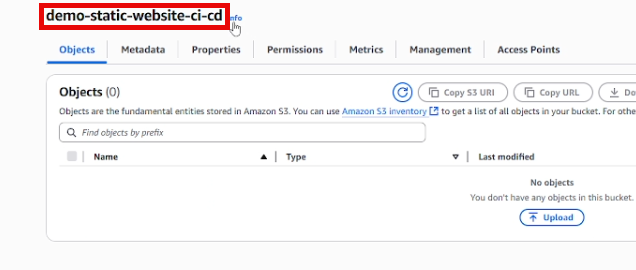 demo-static-website-ci-cd
Objects Metadata Properties Permissions Metrics Management Access Points
Objects (0)
Copy S3 URI
Copy URL
Objects are the fundamental entities stored in Amazon S3. You can use Amazon S3 inventory to get a list of all objects in your bucket. For othe
Find objects by prefix
Name Type Last modified
No objects
You don't have any objects in this bucket.
Upload